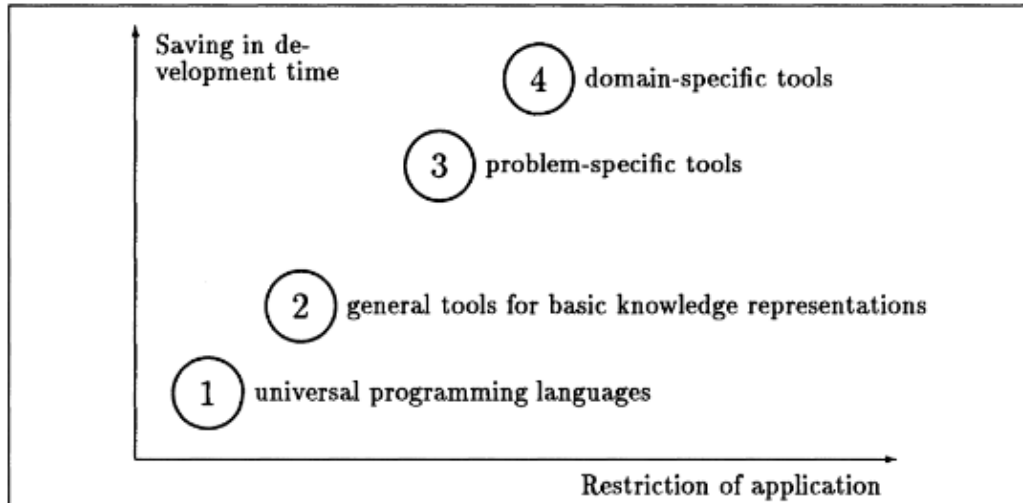 Saving in de-
velopment time
4 domain-specific tools
3 problem-specific tools
2 general tools for basic knowledge representations
1 universal programming languages
Restriction of application